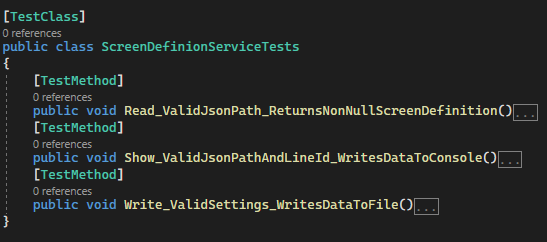 [TestClass]
0 references
public class ScreenDefinionServiceTests
{
[TestMethod]
0 references
public void Read_ValidJsonPath_ReturnsNonNullScreenDefinition()...
[TestMethod]
0 references
public void Show_ValidJsonPathAndLineId_WritesDataToConsole()...
[TestMethod]
0 references
public void Write_ValidSettings_WritesDataToFile()...
}